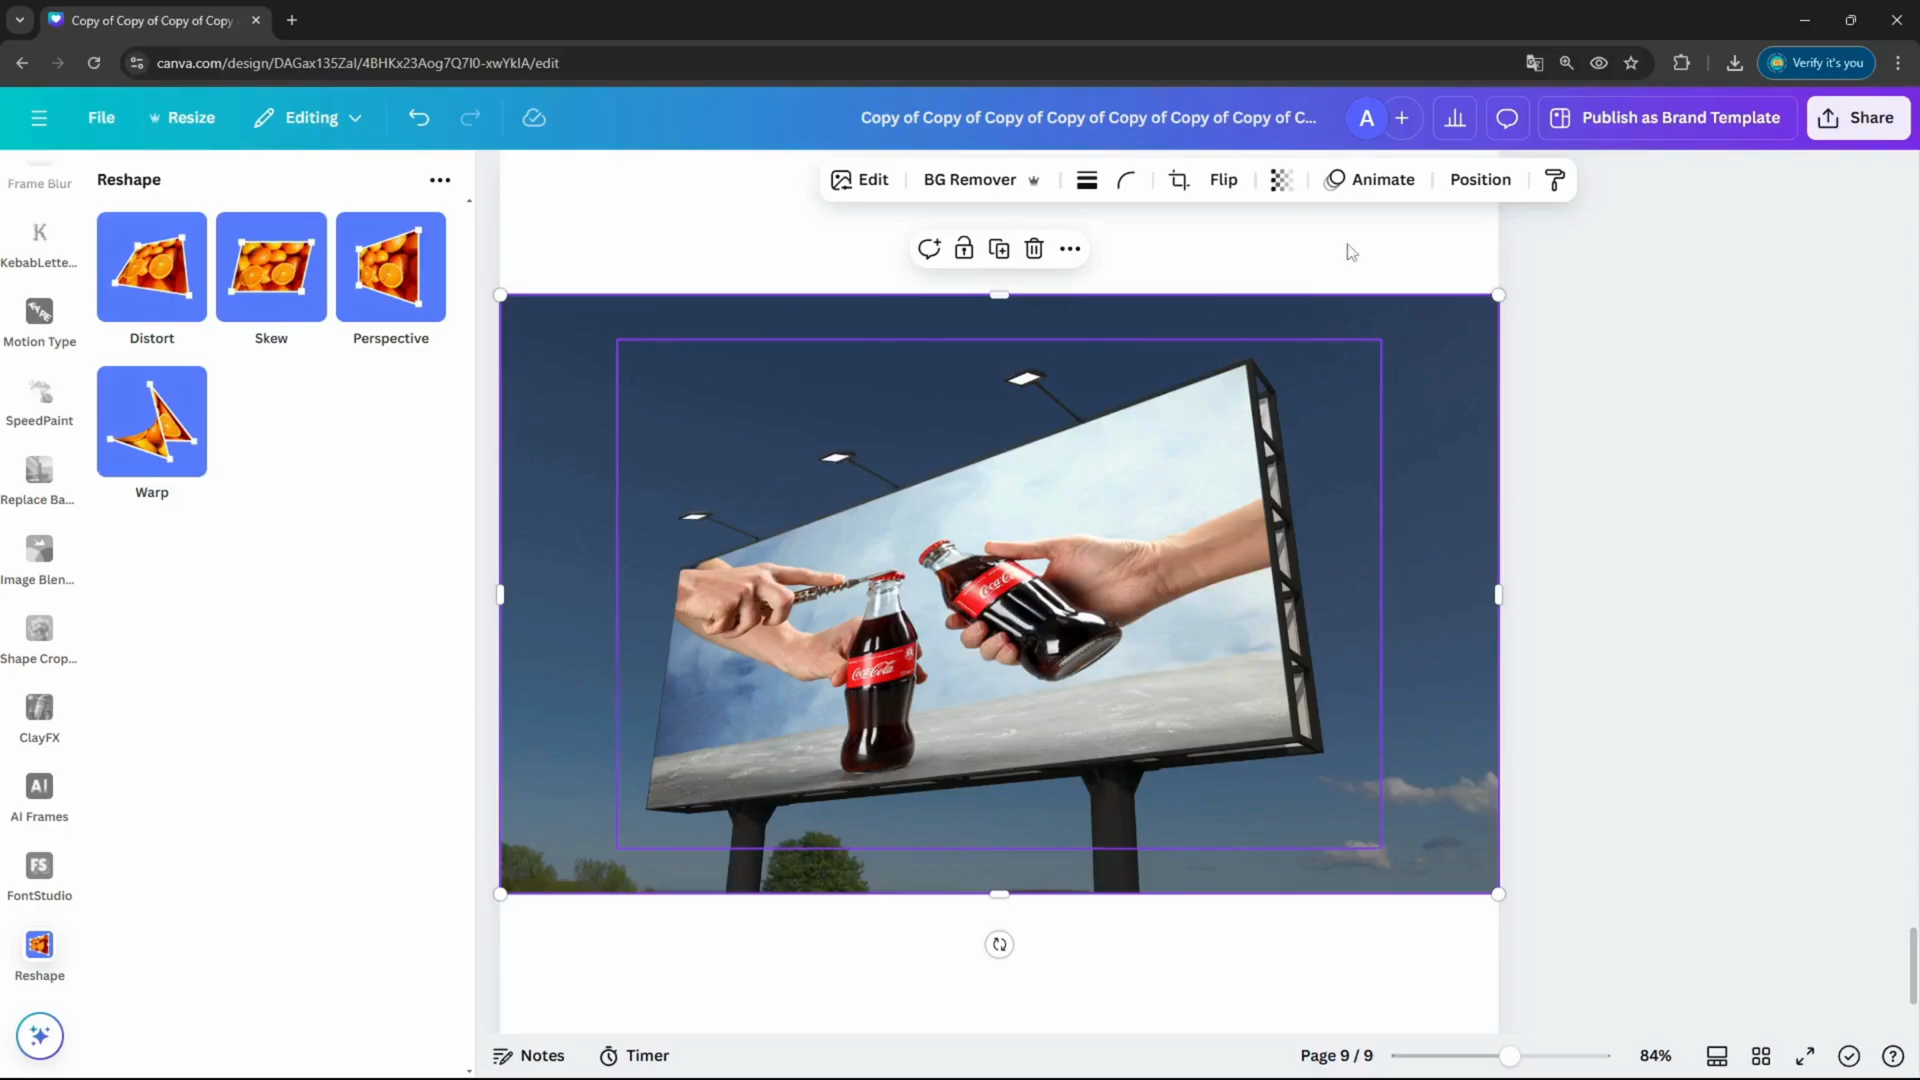 Copy of Copy of Copy of Copy
canva.com/design/DAGax135ZaI/4BHKx23Aog7Q7I0-xwYkIA/edit
Verify it's you
File
Resize
Editing
Copy of Copy of Copy of Copy of Copy of Copy of Copy of C...
A
Publish as Brand Template
Share
Frame Blur
Reshape
Edit
BG Remover
Flip
Animate
Position
K
KebabLette...
Distort
Skew
Perspective
TYPE
Motion Type
SpeedPaint
Warp
Replace Ba...
Image Blen...
Shape Crop...
ClayFX
AI
AI Frames
FS
FontStudio
Reshape
Coca-Cola
Coca-Cola
Notes
Timer
Page 9 / 9
84%